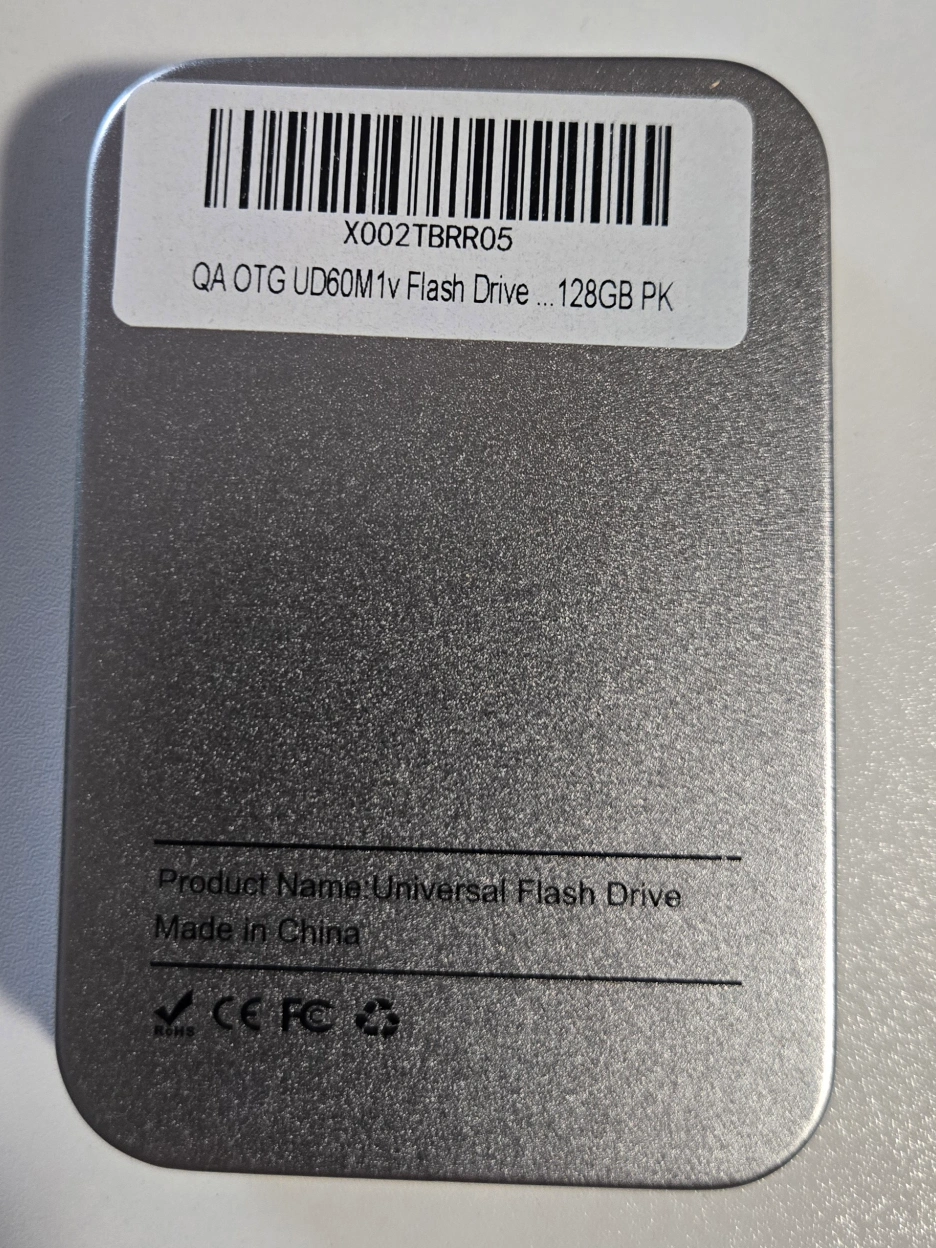 X002TBRR05
QA OTG UD60M1v Flash Drive ...128GB PK
Product Name:Universal Flash Drive
Made in China
RoHS CE FC